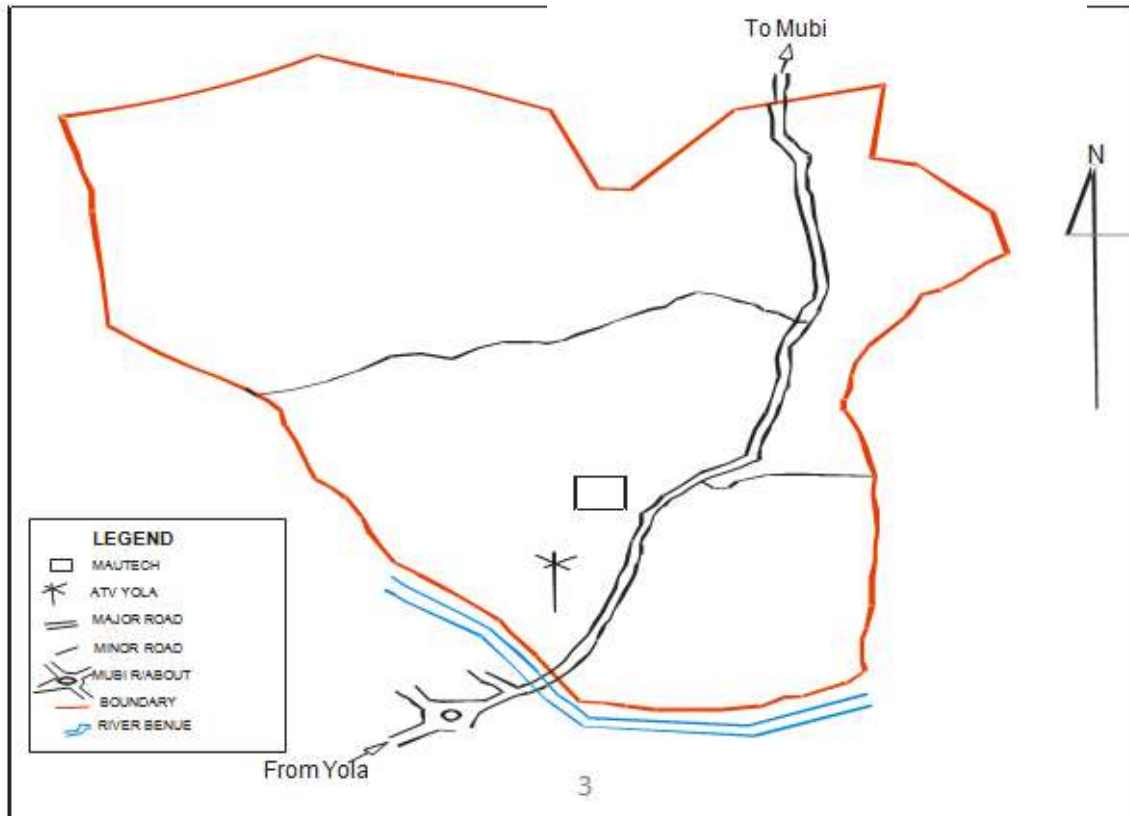 To Mubi
N
LEGEND
MAUTECH
ATV YOLA
MAJOR ROAD
MINOR ROAD
MUBI R/ABOUT
BOUNDARY
RIVER BENUE
From Yola
3